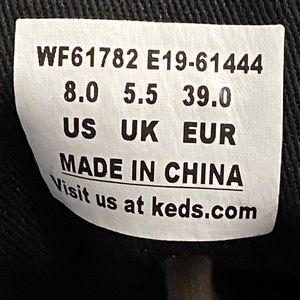 WF61782 E19-61444
8.0 5.5 39.0
US UK EUR
MADE IN CHINA
Visit us at keds.com